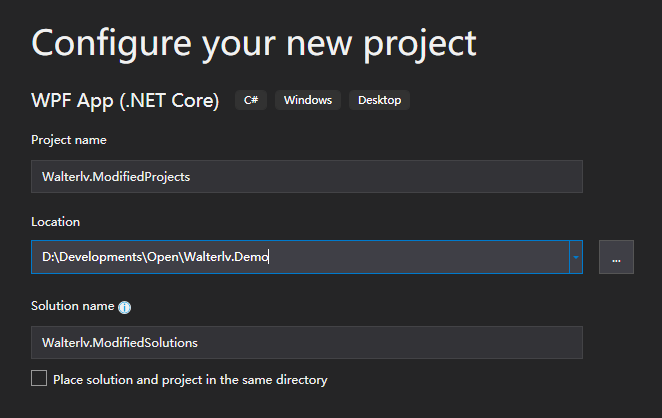 Configure your new project
WPF App (.NET Core) C# Windows Desktop
Project name
Walterlv.ModifiedProjects
Location
D:\Developments\Open\Walterlv.Demo ...
Solution name
Walterlv.ModifiedSolutions
Place solution and project in the same directory